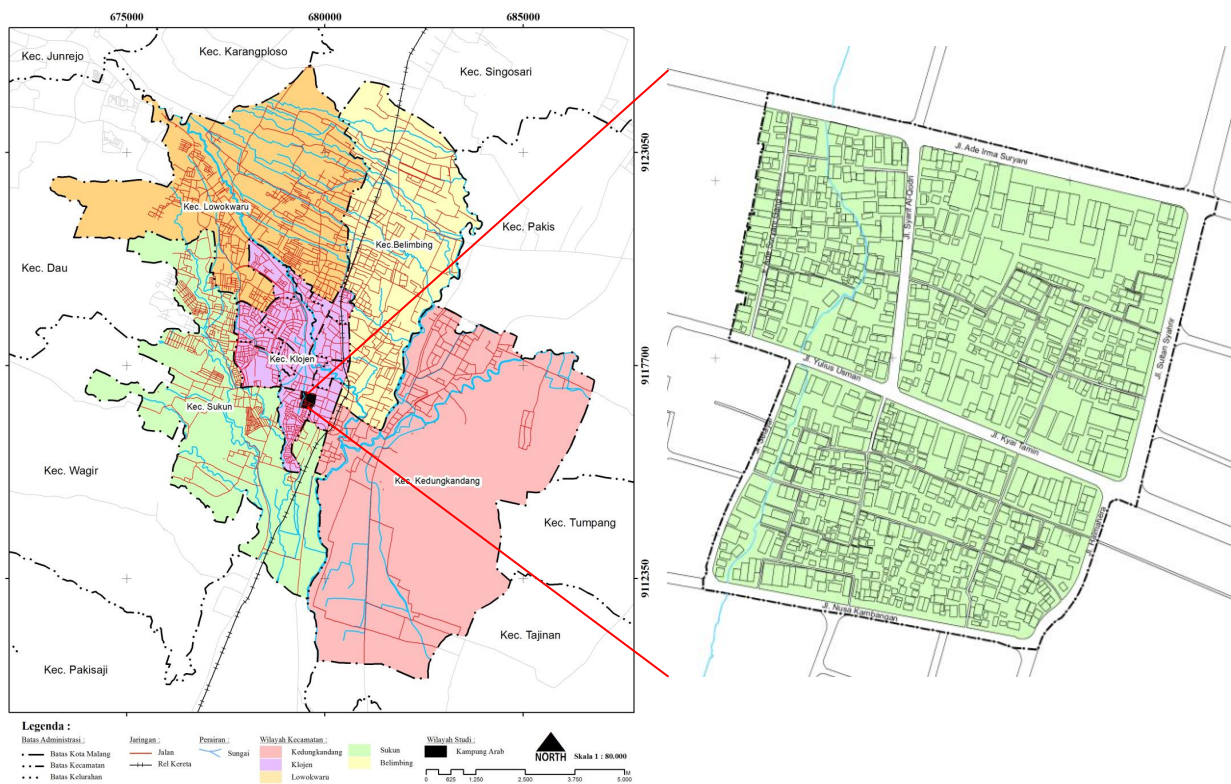 675000
680000
685000
Kec. Junrejo
Kec. Karangploso
Kec. Singosari
9123050
Kec. Lowokwaru
Kec. Pakis
Kec.Belimbing
Kec. Dau
Kec. Klojen
9117700
Kec. Sukun
Kec. Wagir
Kec. Kedungkandang
Kec. Tumpang
9112350
Kec. Tajinan
Kec. Pakisaji
Jl. Ade Irma Suryani
Jl. Syarif Al-Qodri
Jl. Sultan Syahrir
Jl. Yulius Usman
Jl. Kyai Tamin
Jl. Nusa Kambangan
Legenda :
Batas Administrasi :
Batas Kota Malang
Batas Kecamatan
Batas Kelurahan
Jaringan :
Jalan
Rel Kereta
Perairan :
Sungai
Wilayah Kecamatan :
Kedungkandang
Klojen
Lowokwaru
Sukun
Belimbing
Wilayah Studi :
Kampung Arab
NORTH
Skala 1 : 80.000
0 625 1.250 2.500 3.750 5.000
M